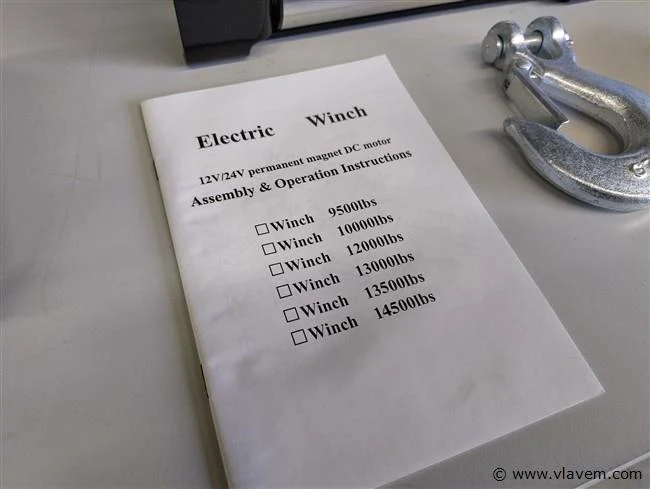 Electric Winch
12V/24V permanent magnet DC motor
Assembly & Operation Instructions
☐Winch 9500lbs
☐Winch 10000lbs
☐Winch 12000lbs
☐Winch 13000lbs
☐Winch 13500lbs
☐Winch 14500lbs
© www.vlavem.com